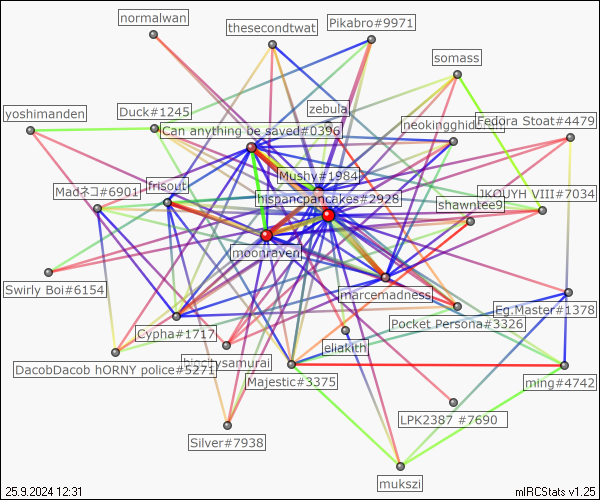 normalwan
thesecondtwat
Pikabro#9971
somass
yoshimanden
Duck#1245
zebula
Can anything be saved#0396
Fedora Stoat#4479
Mushy#1984
Madネコ#6901
frisout
hispancpancakes#2928
JKOUYH VIII#7034
shawntee9
moonraven
Swirly Boi#6154
marcemadness
Eg.Master#1378
Pocket Persona#3326
Cypha#1717
eliakith
bigcitysamurai
DacobDacob hORNY police#5271
Majestic#3375
ming#4742
LPK2387 #7690
Silver#7938
mukszi
25.9.2024 12:31
mIRCStats v1.25